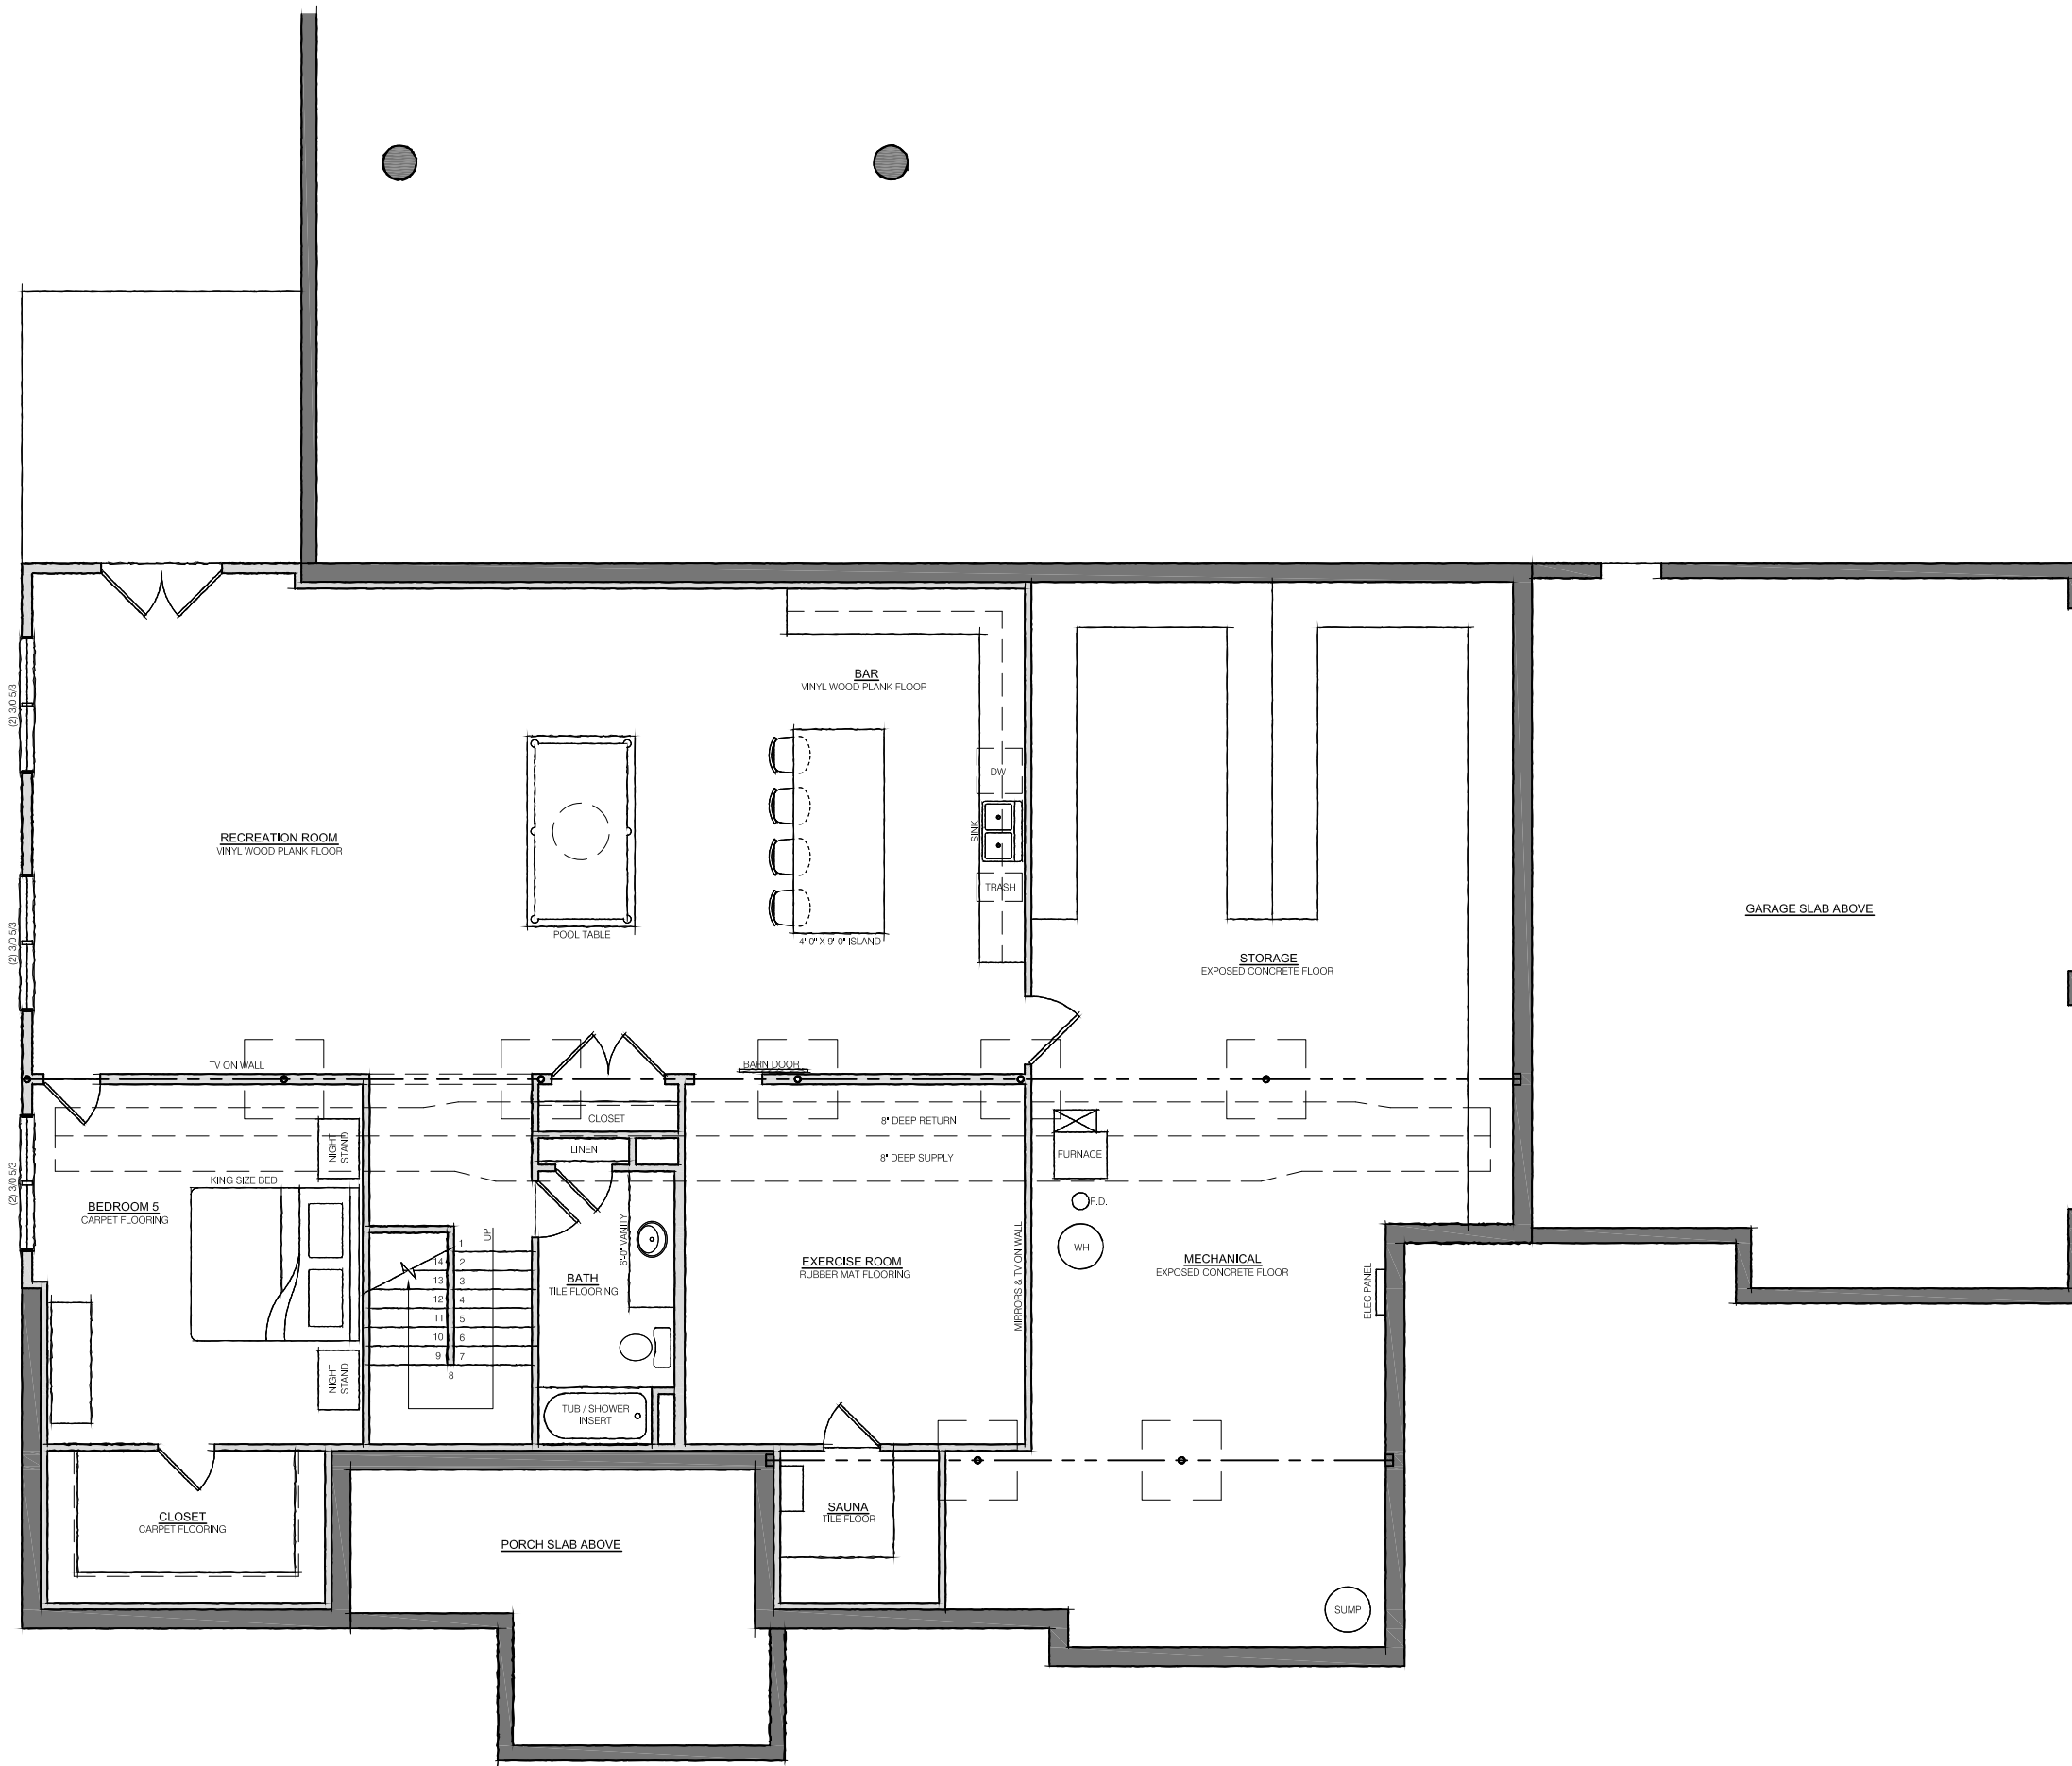 BAR
VINYL WOOD PLANK FLOOR
(2) 3/0 5/3
DW
SINK
RECREATION ROOM
VINYL WOOD PLANK FLOOR
TRASH
GARAGE SLAB ABOVE
POOL TABLE
4'-0" X 9'-0" ISLAND
(2) 3/0 5/3
STORAGE
EXPOSED CONCRETE FLOOR
TV ON WALL
BARN DOOR
CLOSET
8" DEEP RETURN
LINEN
8" DEEP SUPPLY
FURNACE
NIGHT
STAND
(2) 3/0 5/3
KING SIZE BED
BEDROOM 5
CARPET FLOORING
F.D.
UP
6'-0" VANITY
WH
1
14 2
13 3
12 4
11 5
10 6
9 7
8
BATH
TILE FLOORING
EXERCISE ROOM
RUBBER MAT FLOORING
MIRRORS & TV ON WALL
MECHANICAL
EXPOSED CONCRETE FLOOR
ELEC PANEL
NIGHT
STAND
TUB / SHOWER
INSERT
CLOSET
CARPET FLOORING
PORCH SLAB ABOVE
SAUNA
TILE FLOOR
SUMP